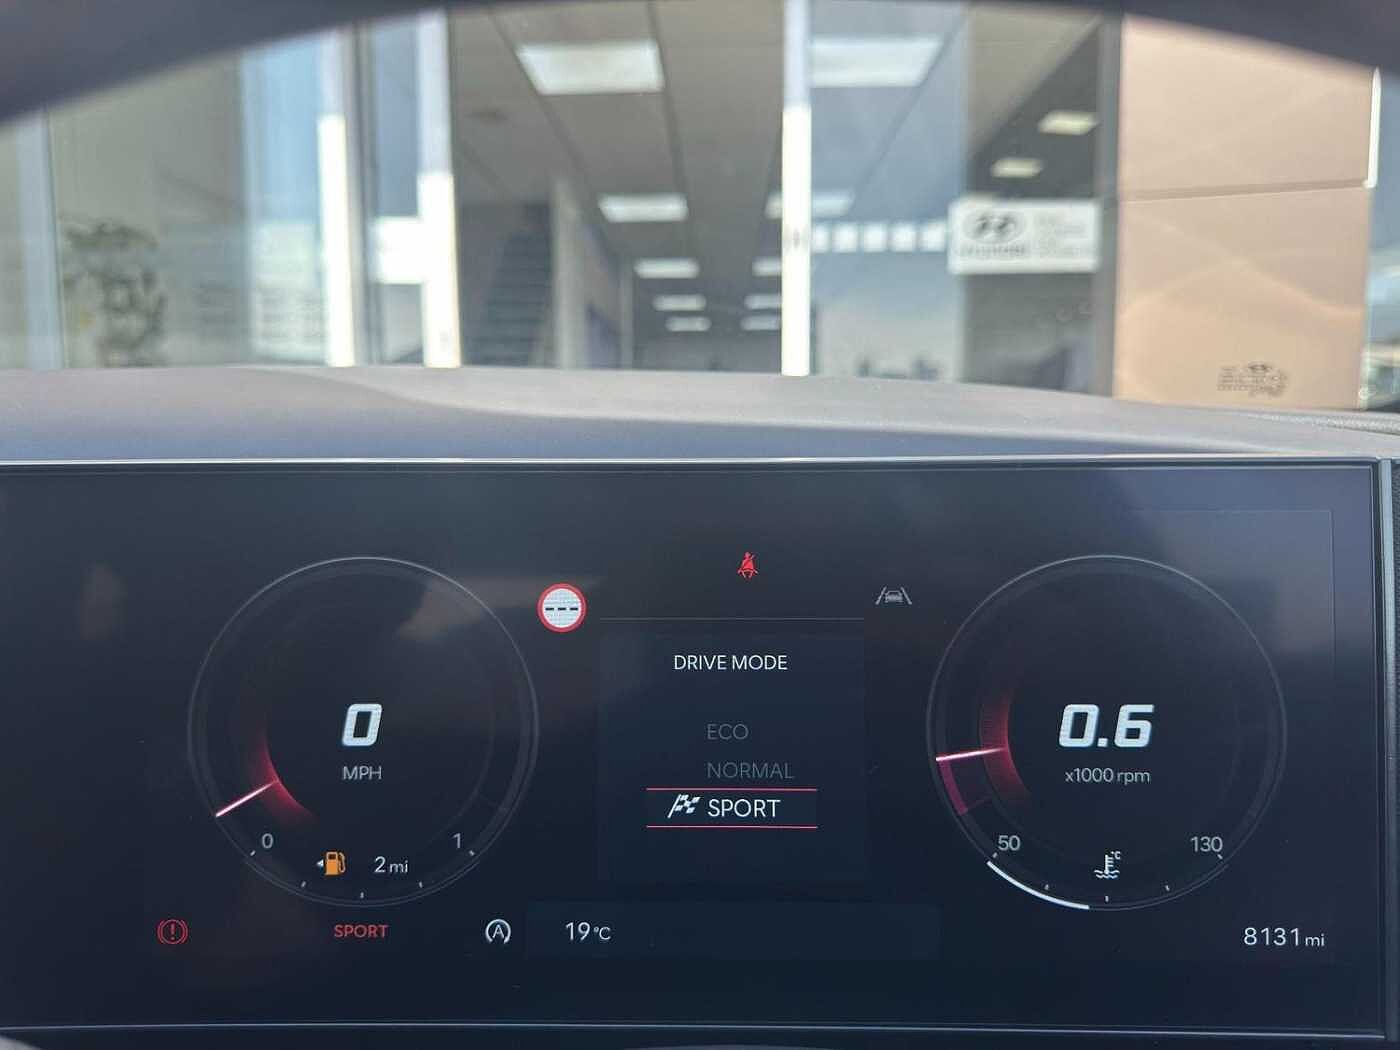 DRIVE MODE
ECO
NORMAL
SPORT
0
MPH
0 1
2 mi
SPORT
A
19°C
0.6
x1000 rpm
50 130
°C
8131 mi